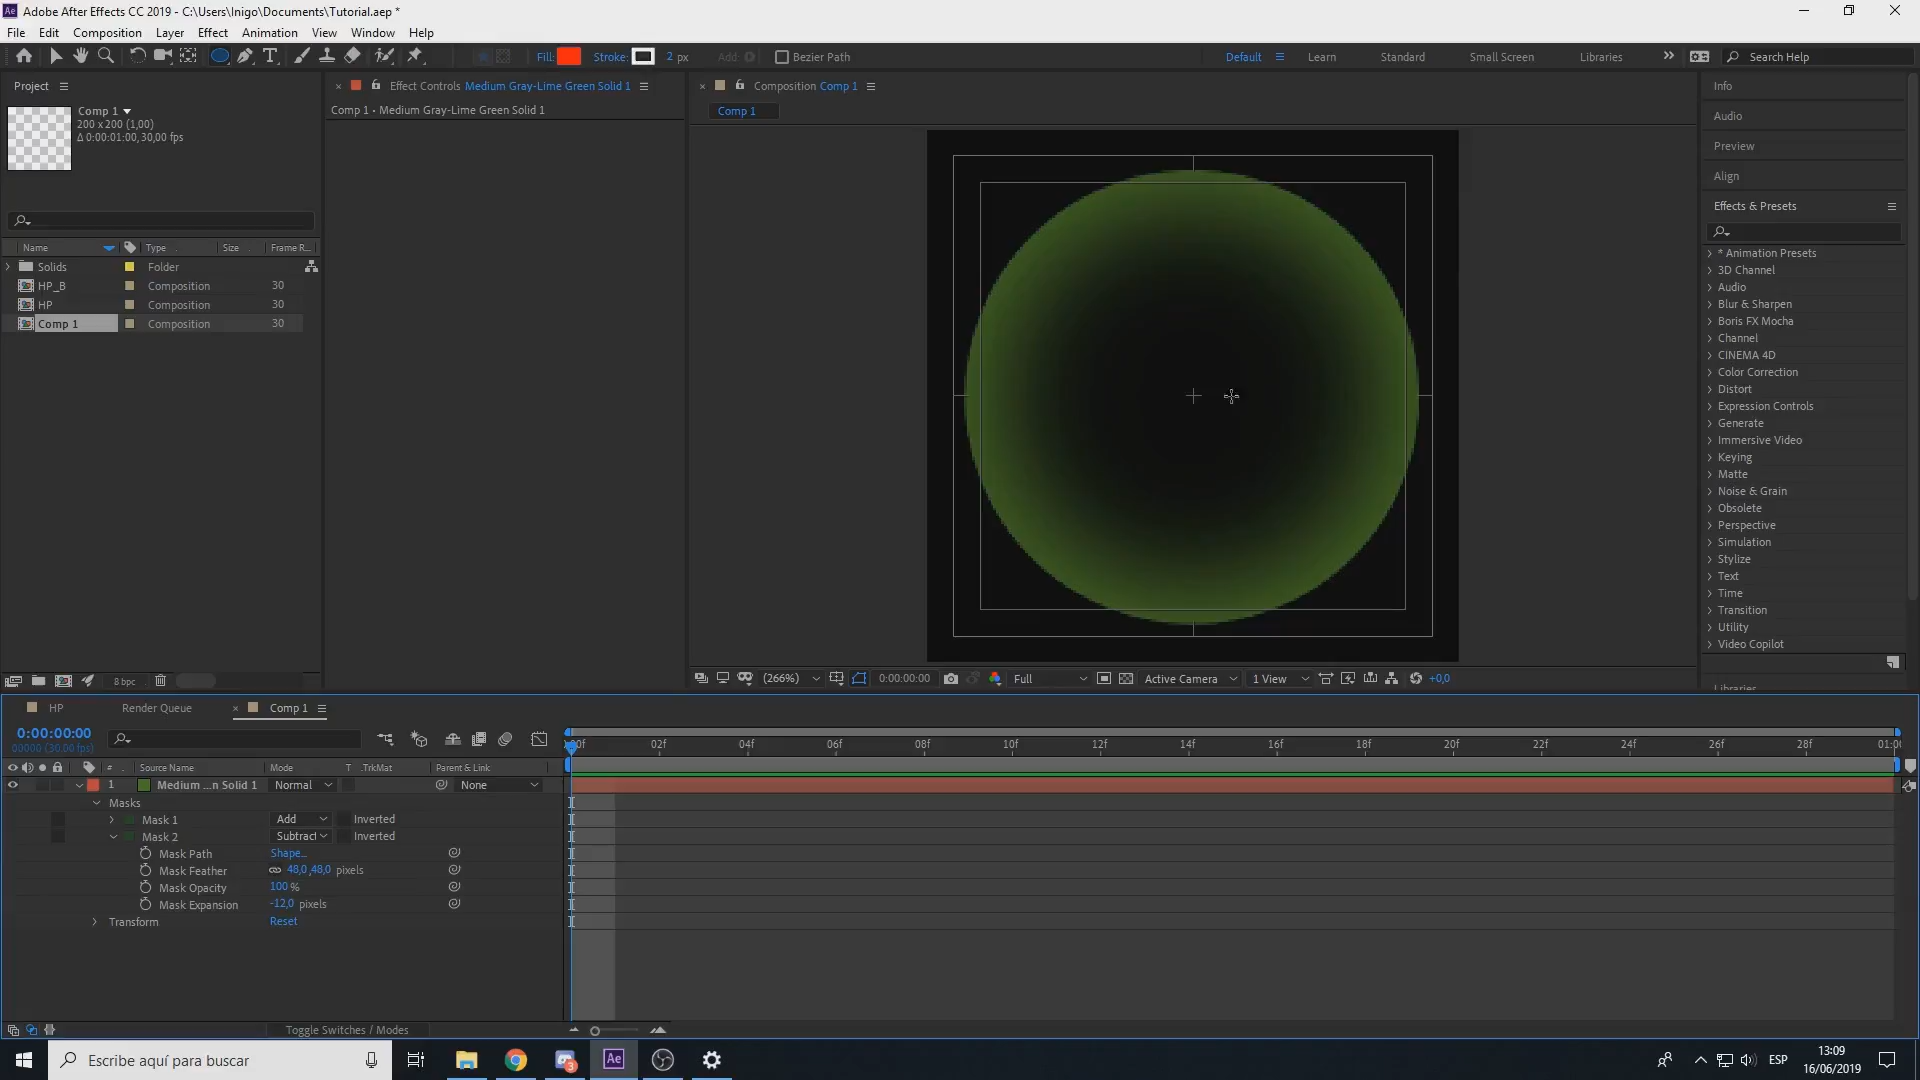 Adobe After Effects CC 2019 - C:\Users\Inigo\Documents\Tutorial.aep *
File Edit Composition Layer Effect Animation View Window Help
Fill: Stroke: 2 px Add: Bezier Path Default Learn Standard Small Screen Libraries Search Help
Project
Comp 1
200 x 200 (1,00)
Δ 0:00:01:00, 30,00 fps
Name Type Size Frame R...
Solids Folder
HP_B Composition 30
HP Composition 30
Comp 1 Composition 30
8 bpc
Effect Controls Medium Gray-Lime Green Solid 1
Comp 1 • Medium Gray-Lime Green Solid 1
Composition Comp 1
Comp 1
(266%) 0:00:00:00 Full Active Camera 1 View +0,0
Info
Audio
Preview
Align
Effects & Presets
* Animation Presets
3D Channel
Audio
Blur & Sharpen
Boris FX Mocha
Channel
CINEMA 4D
Color Correction
Distort
Expression Controls
Generate
Immersive Video
Keying
Matte
Noise & Grain
Obsolete
Perspective
Simulation
Stylize
Text
Time
Transition
Utility
Video Copilot
Libraries
HP Render Queue Comp 1
0:00:00:00
00000 (30.00 fps)
:00f 02f 04f 06f 08f 10f 12f 14f 16f 18f 20f 22f 24f 26f 28f 01:0
# Source Name Mode T .TrkMat Parent & Link
1 Medium ...n Solid 1 Normal None
Masks
Mask 1 Add Inverted
Mask 2 Subtract Inverted
Mask Path Shape...
Mask Feather 48,0,48,0 pixels
Mask Opacity 100 %
Mask Expansion -12,0 pixels
Transform Reset
Toggle Switches / Modes
Escribe aquí para buscar
3
Ae
ESP
13:09
16/06/2019